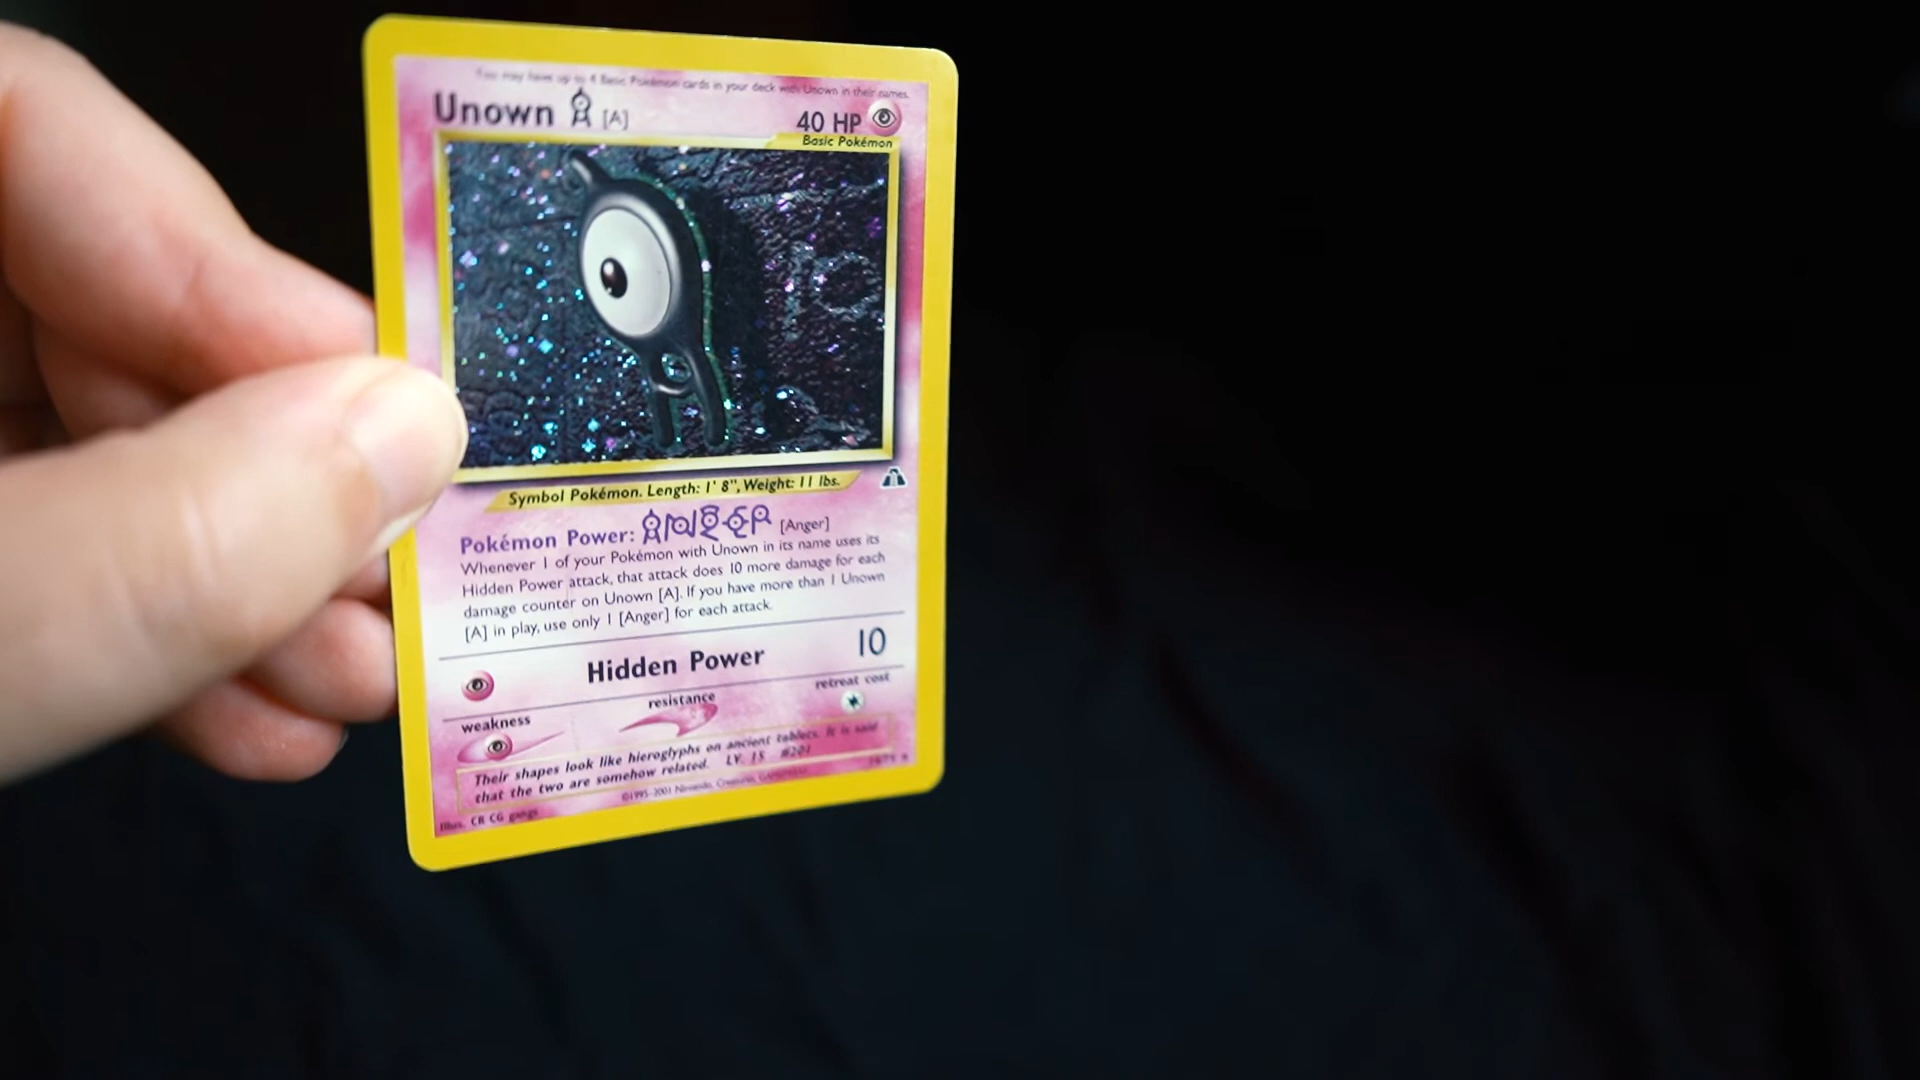 You may have up to 4 Basic Pokémon cards in your deck with Unown in their names.
Unown A [A] 40 HP
Basic Pokémon
Symbol Pokémon. Length: 1' 8", Weight: 11 lbs.
Pokémon Power: ANGER [Anger]
Whenever 1 of your Pokémon with Unown in its name uses its
Hidden Power attack, that attack does 10 more damage for each
damage counter on Unown [A]. If you have more than 1 Unown
[A] in play, use only 1 [Anger] for each attack.
Hidden Power 10
weakness resistance retreat cost
Their shapes look like hieroglyphs on ancient tablets. It is said
that the two are somehow related. LV. 15 #201
Illus. CR CG gangs ©1995-2001 Nintendo, Creatures, GAMEFREAK.